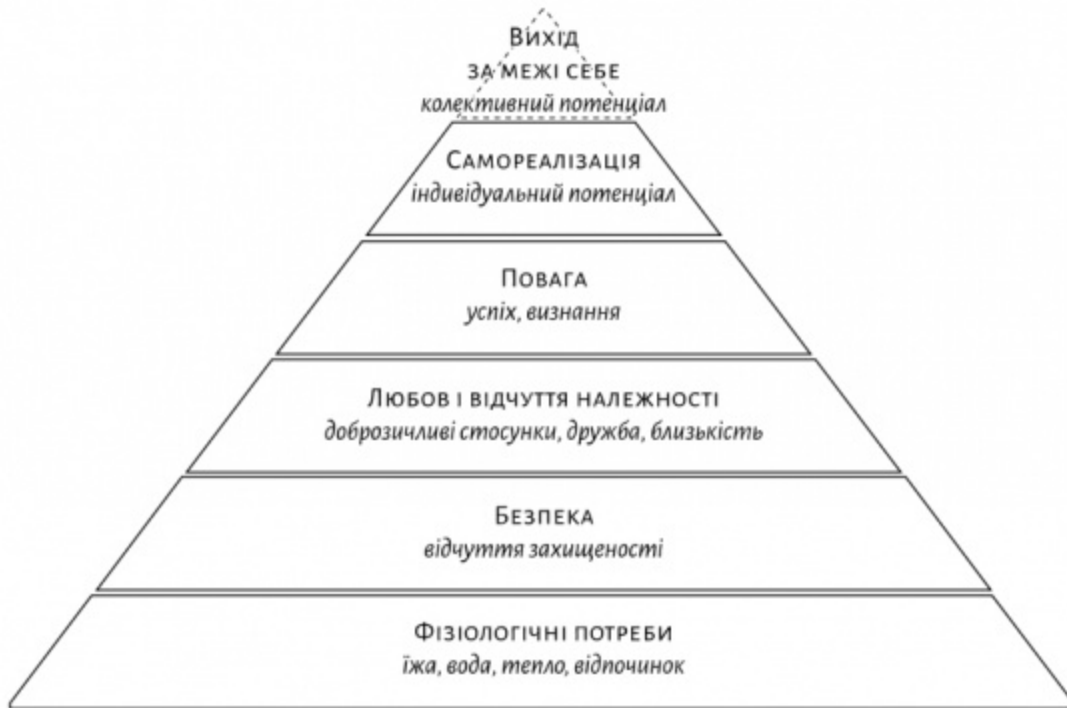 Вихід
за межі себе
колективний потенціал
Самореалізація
індивідуальний потенціал
Повага
успіх, визнання
Любов і відчуття належності
доброзичливі стосунки, дружба, близькість
Безпека
відчуття захищеності
Фізіологічні потреби
їжа, вода, тепло, відпочинок